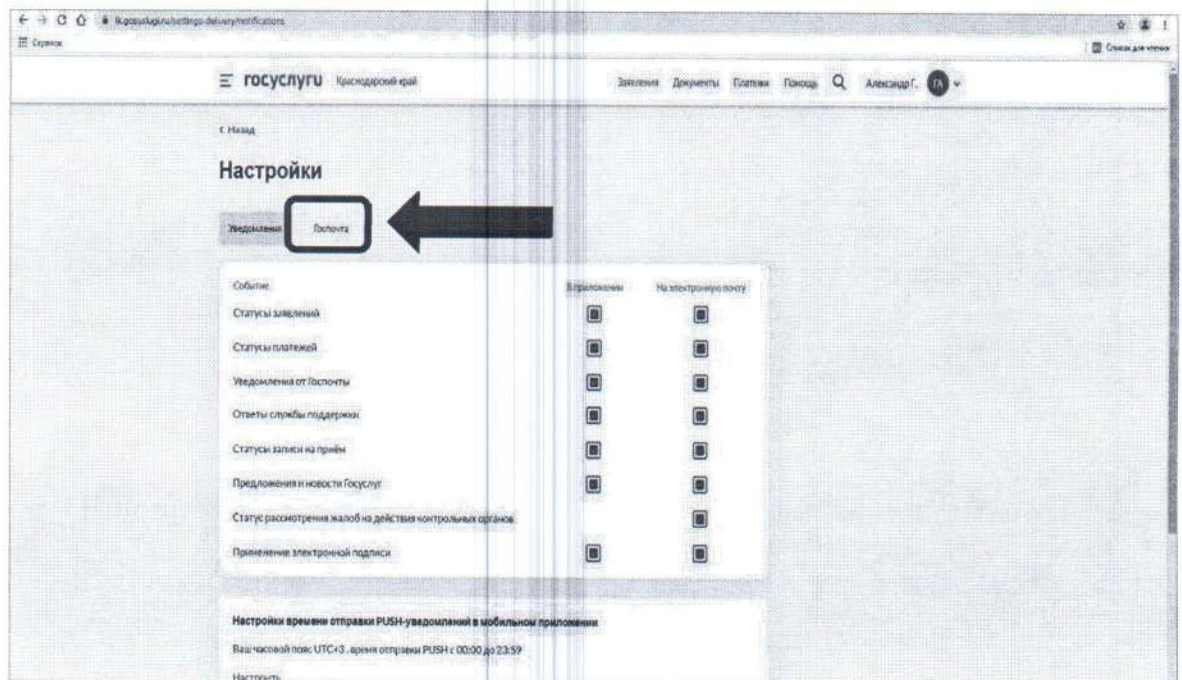 lk.gosuslugi.ru/settings-delivery/notifications
Сервисы
Список для чтения
госуслуги Краснодарский край Заявления Документы Платежи Помощь Александр Г. ГА
< Назад
Настройки
Уведомления Госпочта
Событие В приложении На электронную почту
Статусы заявлений
Статусы платежей
Уведомления от Госпочты
Ответы службы поддержки
Статусы записи на приём
Предложения и новости Госуслуг
Статус рассмотрения жалоб на действия контрольных органов
Применение электронной подписи
Настройки времени отправки PUSH-уведомлений в мобильном приложении
Ваш часовой пояс UTC+3 , время отправки PUSH с 00:00 до 23:59
Настроить